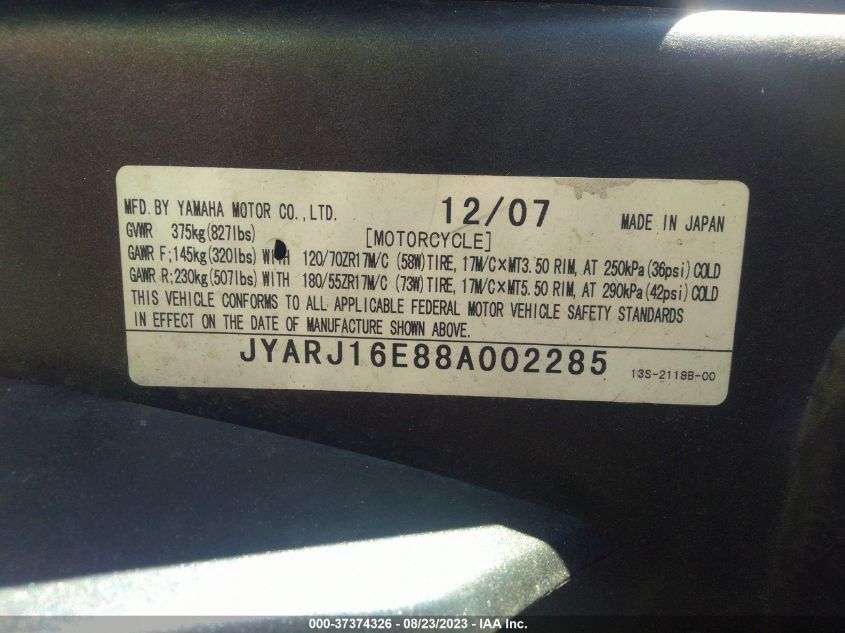 MFD. BY YAMAHA MOTOR CO.,LTD. 12/07 MADE IN JAPAN
GVWR 375kg(827lbs) [MOTORCYCLE]
GAWR F;145kg(320lbs) WITH 120/70ZR17M/C (58W)TIRE, 17M/C×MT3.50 RIM, AT 250kPa(36psi)COLD
GAWR R;230kg(507lbs)WITH 180/55ZR17M/C (73W)TIRE, 17M/C×MT5.50 RIM, AT 290kPa(42psi)COLD
THIS VEHICLE CONFORMS TO ALL APPLICABLE FEDERAL MOTOR VEHICLE SAFETY STANDARDS
IN EFFECT ON THE DATE OF MANUFACTURE SHOWN ABOVE.
JYARJ16E88A002285 13S-2118B-00
000-37374326 - 08/23/2023 - IAA Inc.